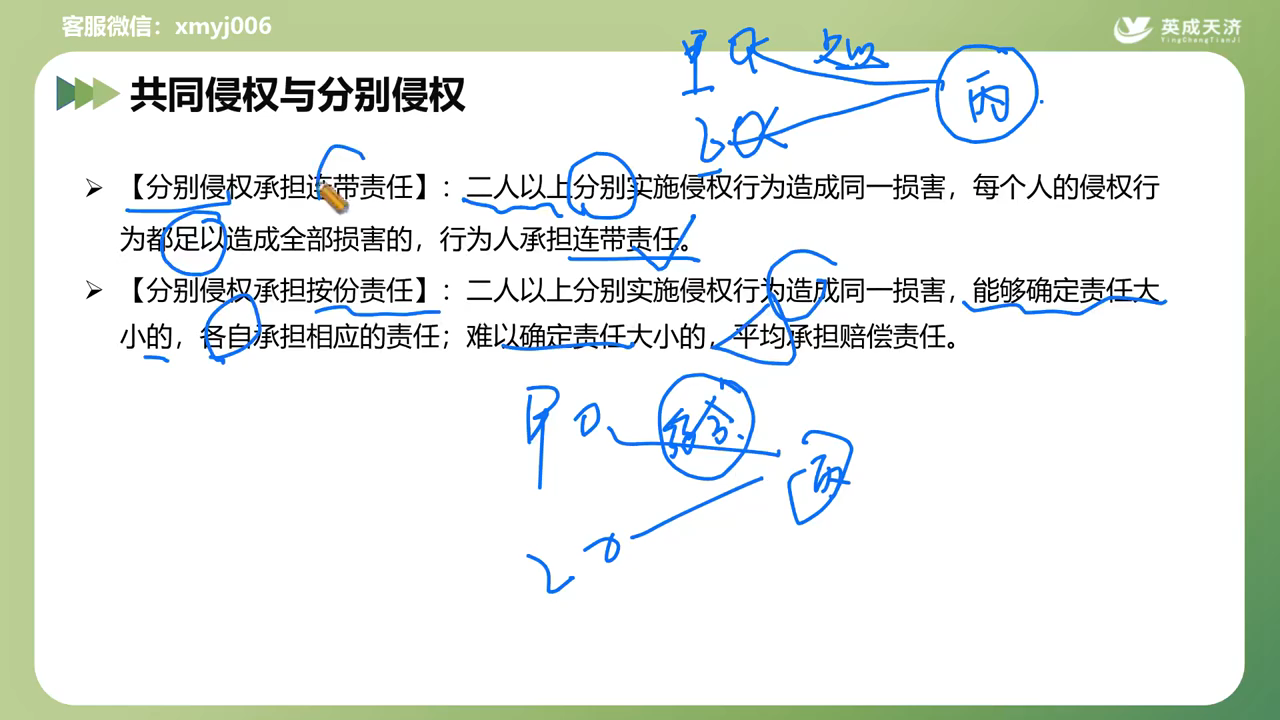 客服微信：xmyj006
英成天济
YingChengTianJi
甲 足以 丙
乙
共同侵权与分别侵权
【分别侵权承担连带责任】：二人以上分别实施侵权行为造成同一损害，每个人的侵权行
为都足以造成全部损害的，行为人承担连带责任。
【分别侵权承担按份责任】：二人以上分别实施侵权行为造成同一损害，能够确定责任大
小的，各自承担相应的责任；难以确定责任大小的，平均承担赔偿责任。
甲 结合 丙
乙